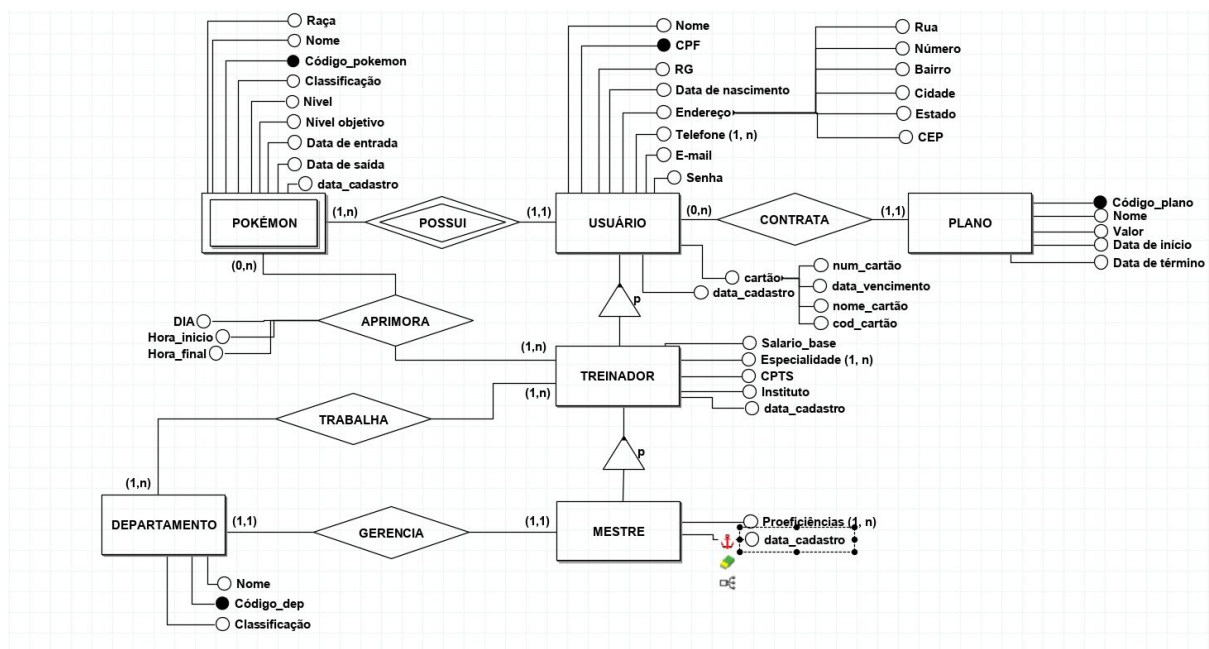 Raça
Nome
Código_pokemon
Classificação
Nível
Nível objetivo
Data de entrada
Data de saída
data_cadastro
Nome
CPF
RG
Data de nascimento
Endereço
Telefone (1, n)
E-mail
Senha
Rua
Número
Bairro
Cidade
Estado
CEP
POKÉMON
(1,n)
POSSUI
(1,1)
USUÁRIO
(0,n)
CONTRATA
(1,1)
PLANO
Código_plano
Nome
Valor
Data de início
Data de término
(0,n)
cartão
data_cadastro
num_cartão
data_vencimento
nome_cartão
cod_cartão
p
DIA
Hora_inicio
Hora_final
APRIMORA
(1,n)
TREINADOR
(1,n)
Salario_base
Especialidade (1, n)
CPTS
Instituto
data_cadastro
TRABALHA
p
(1,n)
DEPARTAMENTO
(1,1)
GERENCIA
(1,1)
MESTRE
Proeficiências (1, n)
data_cadastro
Nome
Código_dep
Classificação